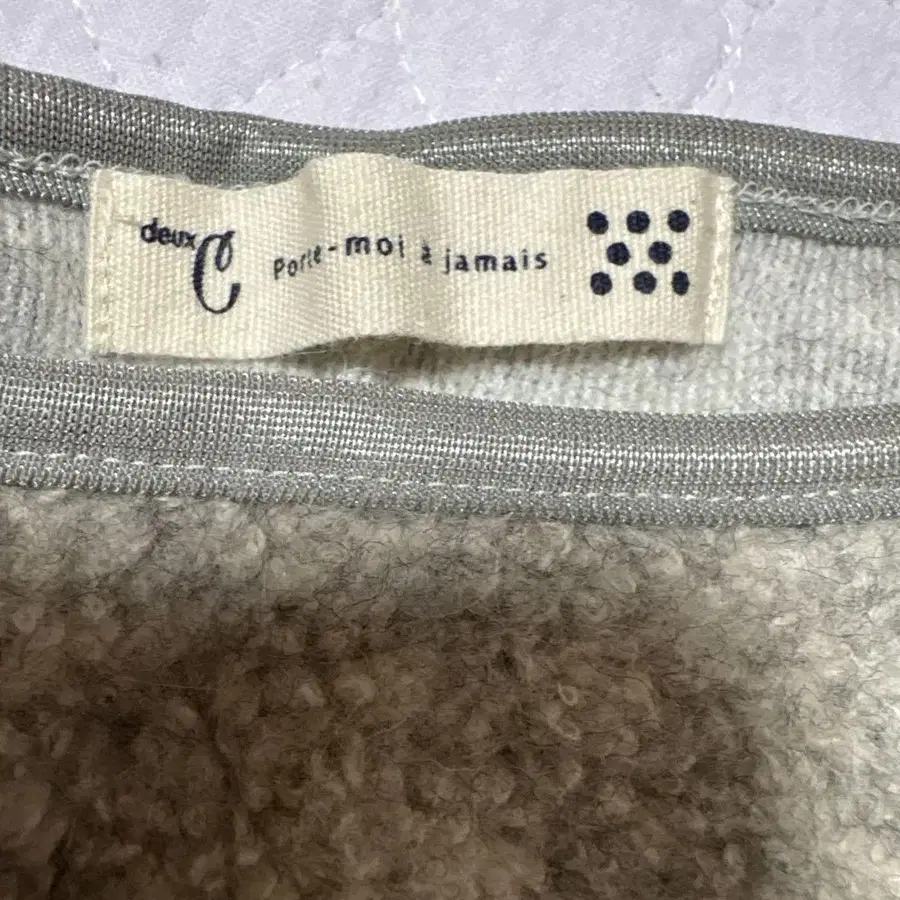 deux C
Porte-moi à jamais